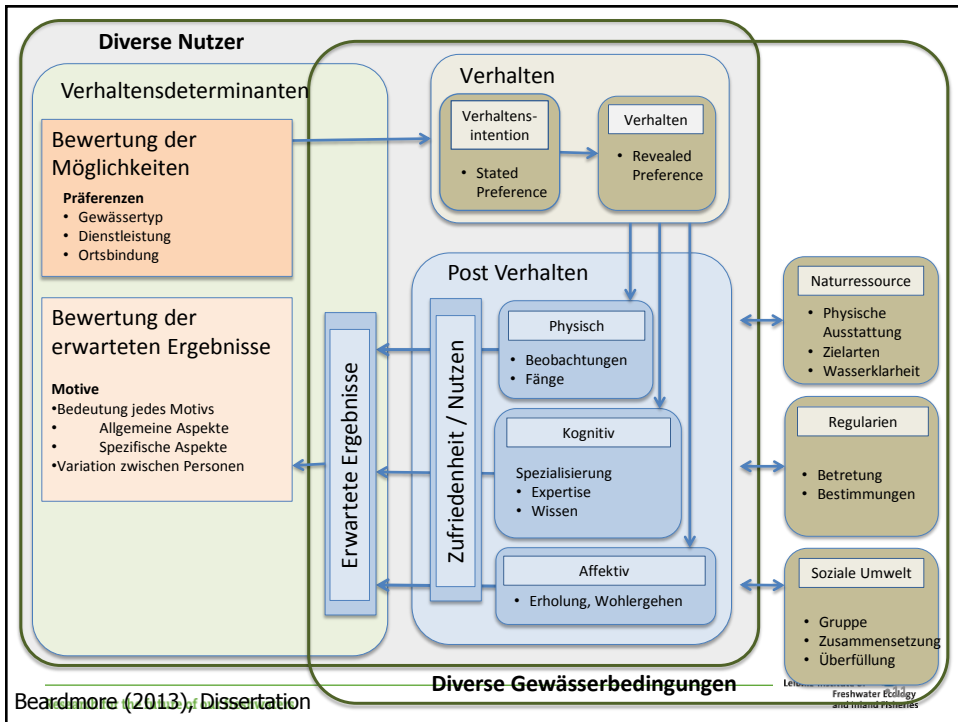 Diverse Nutzer
Verhaltensdeterminanten
Bewertung der
Möglichkeiten
Präferenzen
• Gewässertyp
• Dienstleistung
• Ortsbindung
Bewertung der
erwarteten Ergebnisse
Motive
•Bedeutung jedes Motivs
• Allgemeine Aspekte
• Spezifische Aspekte
•Variation zwischen Personen
Erwartete Ergebnisse
Verhalten
Verhaltens-
intention
• Stated
Preference
Verhalten
• Revealed
Preference
Post Verhalten
Zufriedenheit / Nutzen
Physisch
• Beobachtungen
• Fänge
Kognitiv
Spezialisierung
• Expertise
• Wissen
Affektiv
• Erholung, Wohlergehen
Naturressource
• Physische
Ausstattung
• Zielarten
• Wasserklarheit
Regularien
• Betretung
• Bestimmungen
Soziale Umwelt
• Gruppe
• Zusammensetzung
• Überfüllung
Diverse Gewässerbedingungen
Beardmore (2013), Dissertation
Freshwater Ecology
and Inland Fisheries